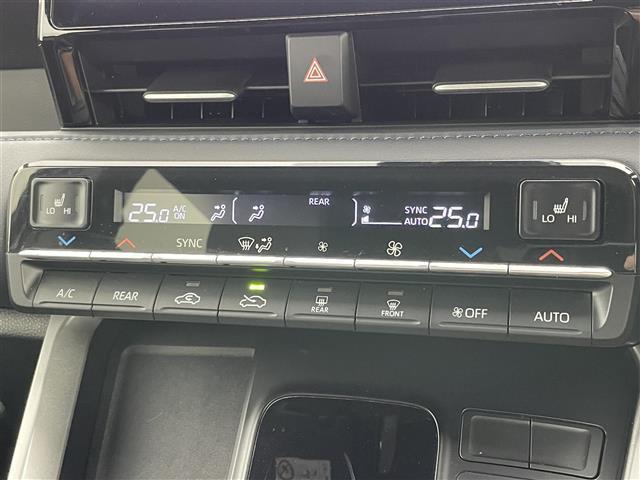 LO HI
25.0 A/C ON
REAR
SYNC AUTO 25.0
LO HI
SYNC
A/C
REAR
REAR
FRONT
OFF
AUTO